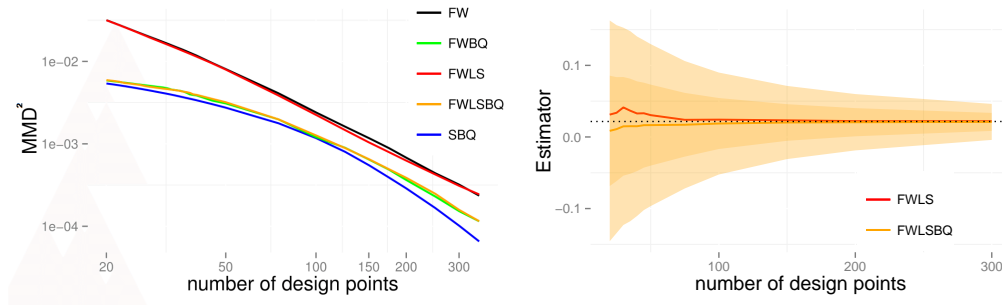 FW
FWBQ
FWLS
FWLSBQ
SBQ
1e-02
1e-03
1e-04
MMD²
20
50
100
150
200
300
number of design points
0.1
0.0
-0.1
Estimator
FWLS
FWLSBQ
100
200
300
number of design points